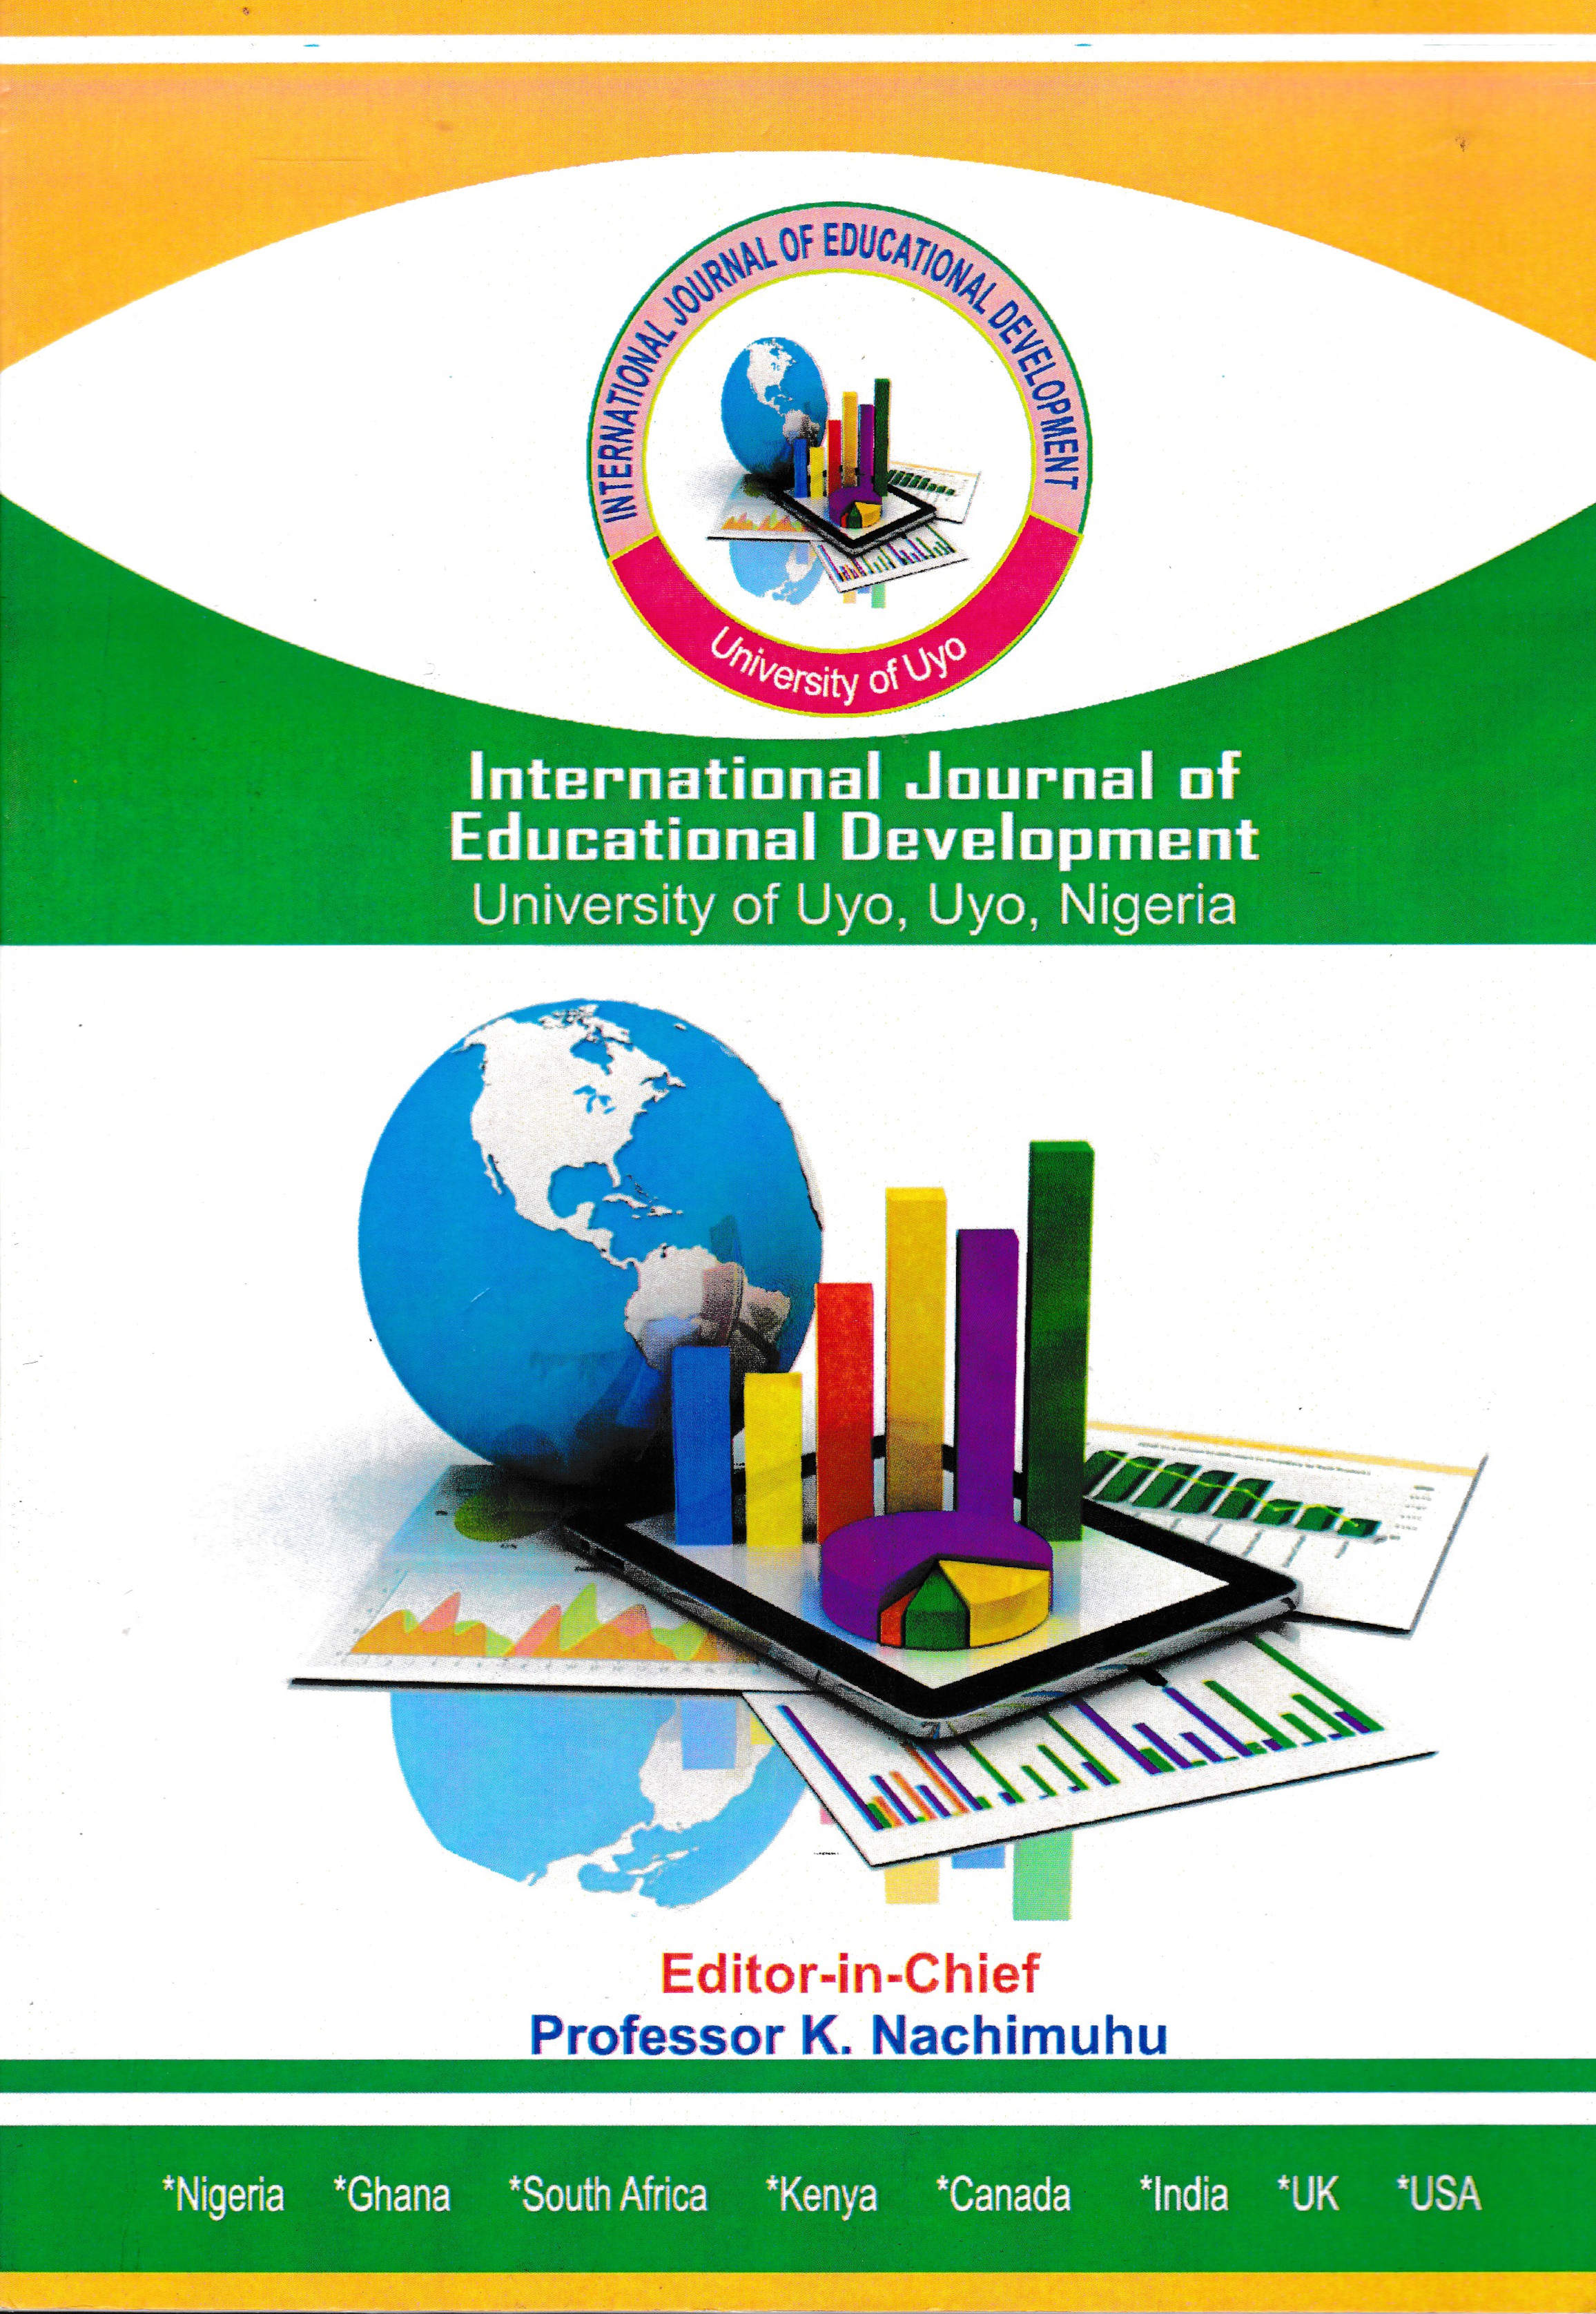 INTERNATIONAL JOURNAL OF EDUCATIONAL DEVELOPMENT
University of Uyo
International Journal of
Educational Development
University of Uyo, Uyo, Nigeria
Editor-in-Chief
Professor K. Nachimuhu
*Nigeria *Ghana *South Africa *Kenya *Canada *India *UK *USA